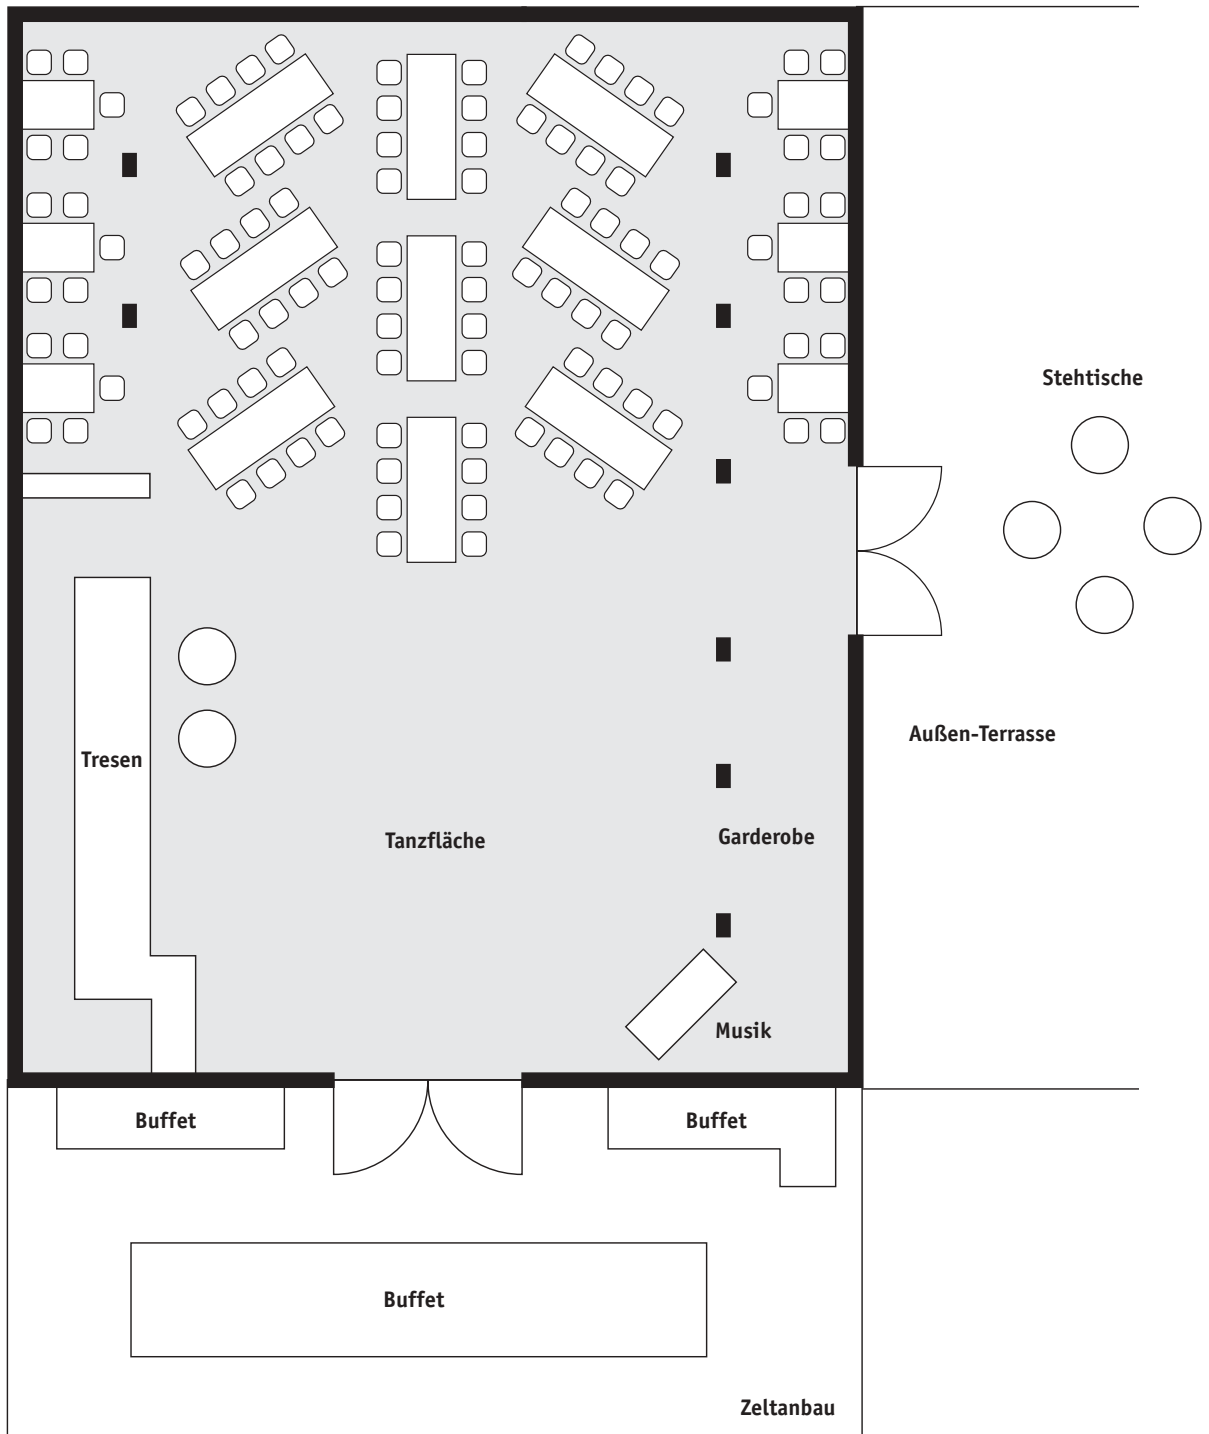 Stehtische
Außen-Terrasse
Tresen
Tanzfläche
Garderobe
Musik
Buffet
Buffet
Buffet
Zeltanbau